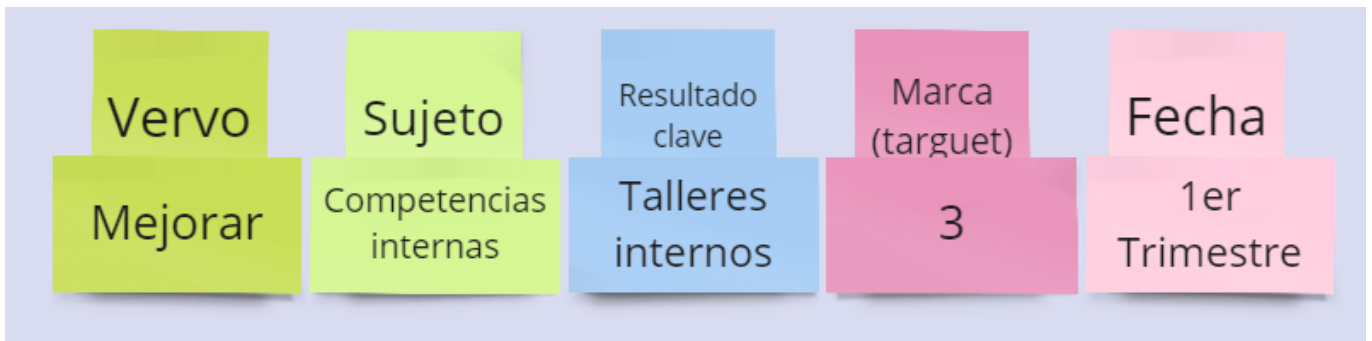 Vervo
Sujeto
Resultado
clave
Marca
(targuet)
Fecha
Mejorar
Competencias
internas
Talleres
internos
3
1er
Trimestre